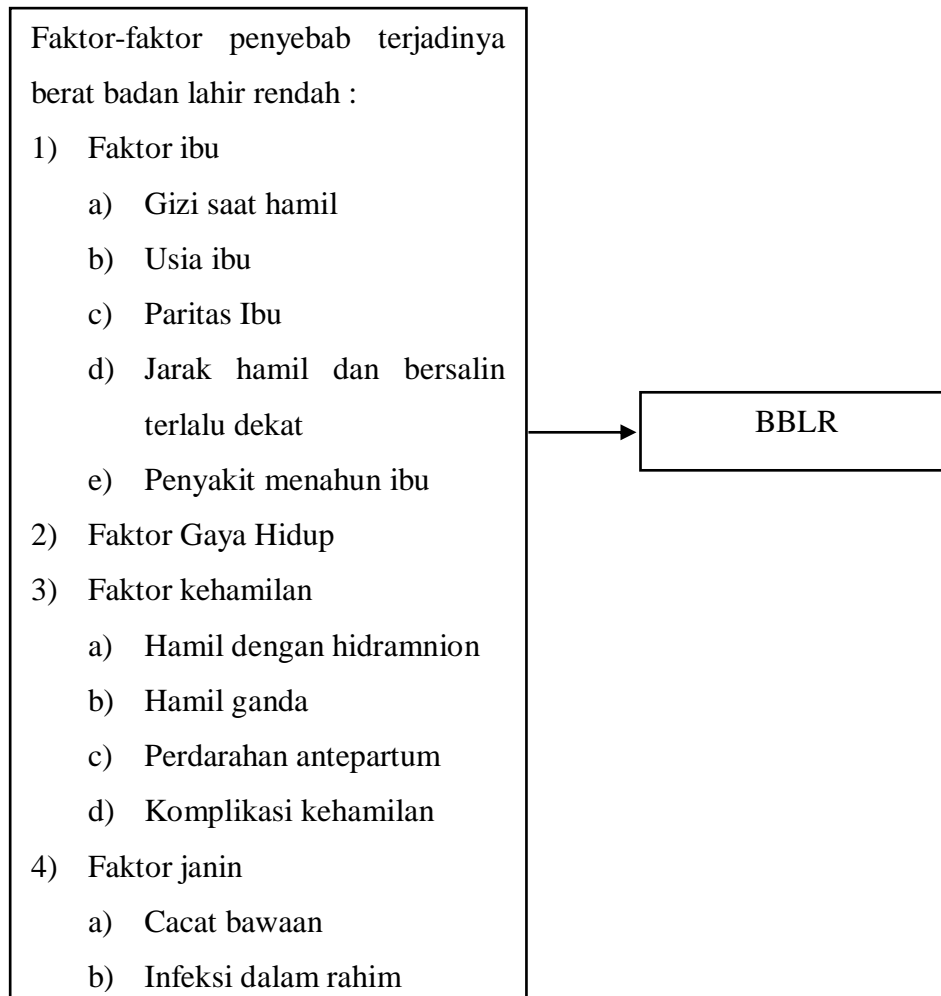 Faktor-faktor penyebab terjadinya
berat badan lahir rendah :
1) Faktor ibu
a) Gizi saat hamil
b) Usia ibu
c) Paritas Ibu
d) Jarak hamil dan bersalin
terlalu dekat
e) Penyakit menahun ibu
2) Faktor Gaya Hidup
3) Faktor kehamilan
a) Hamil dengan hidramnion
b) Hamil ganda
c) Perdarahan antepartum
d) Komplikasi kehamilan
4) Faktor janin
a) Cacat bawaan
b) Infeksi dalam rahim
BBLR